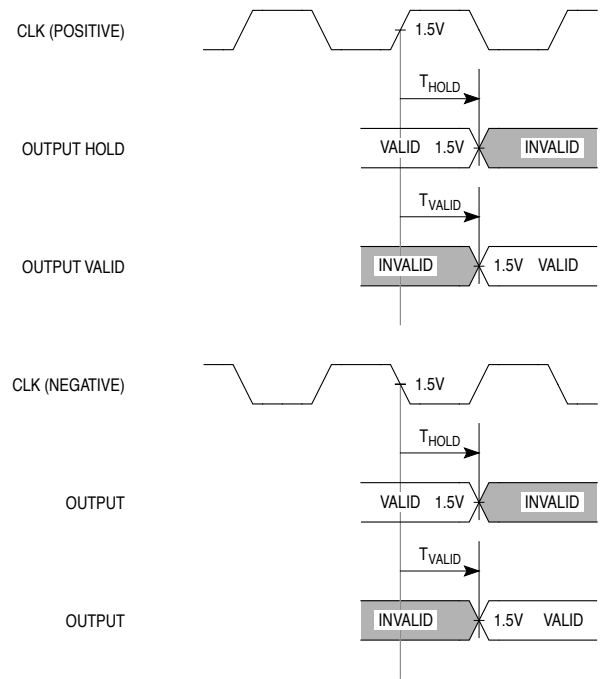 CLK (POSITIVE) 1.5V
THOLD
OUTPUT HOLD VALID 1.5V INVALID
TVALID
OUTPUT VALID INVALID 1.5V VALID
CLK (NEGATIVE) 1.5V
THOLD
OUTPUT VALID 1.5V INVALID
TVALID
OUTPUT INVALID 1.5V VALID